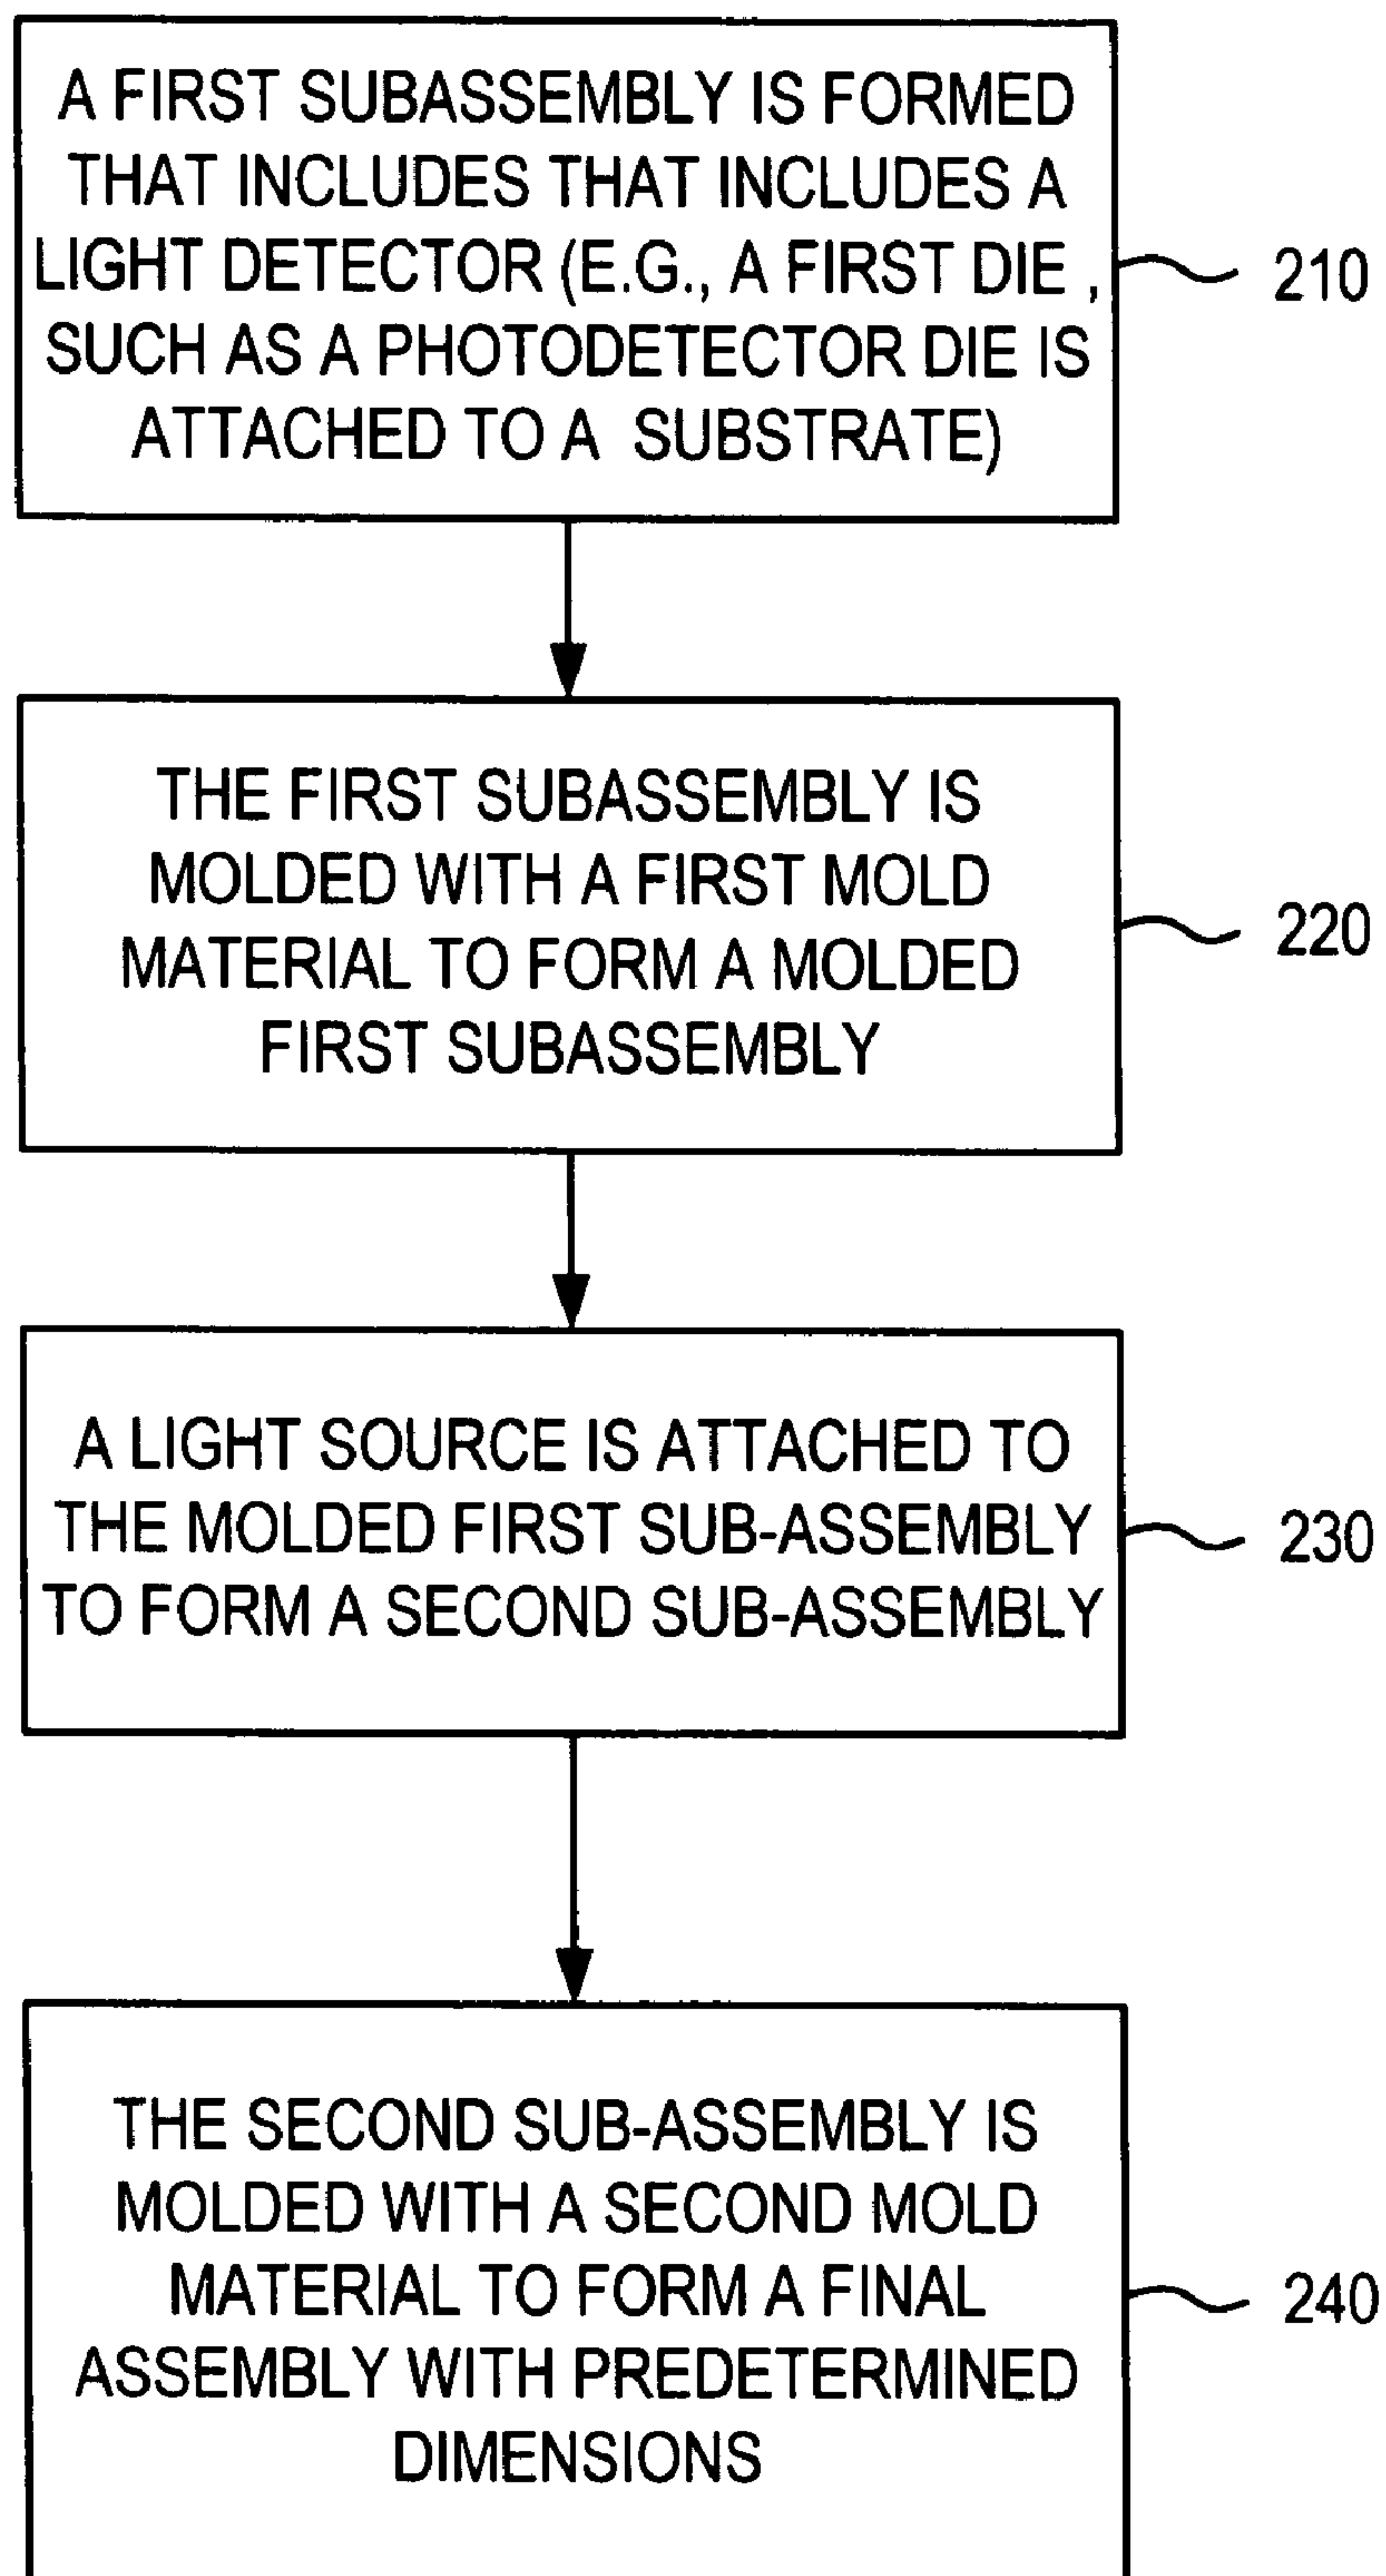 A FIRST SUBASSEMBLY IS FORMED
THAT INCLUDES THAT INCLUDES A
LIGHT DETECTOR (E.G., A FIRST DIE ,
SUCH AS A PHOTODETECTOR DIE IS
ATTACHED TO A SUBSTRATE)
210
THE FIRST SUBASSEMBLY IS
MOLDED WITH A FIRST MOLD
MATERIAL TO FORM A MOLDED
FIRST SUBASSEMBLY
220
A LIGHT SOURCE IS ATTACHED TO
THE MOLDED FIRST SUB-ASSEMBLY
TO FORM A SECOND SUB-ASSEMBLY
230
THE SECOND SUB-ASSEMBLY IS
MOLDED WITH A SECOND MOLD
MATERIAL TO FORM A FINAL
ASSEMBLY WITH PREDETERMINED
DIMENSIONS
240